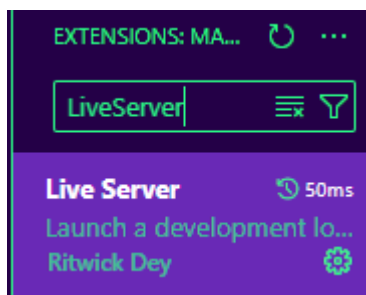 EXTENSIONS: MA...
LiveServer
Live Server 50ms
Launch a development lo...
Ritwick Dey